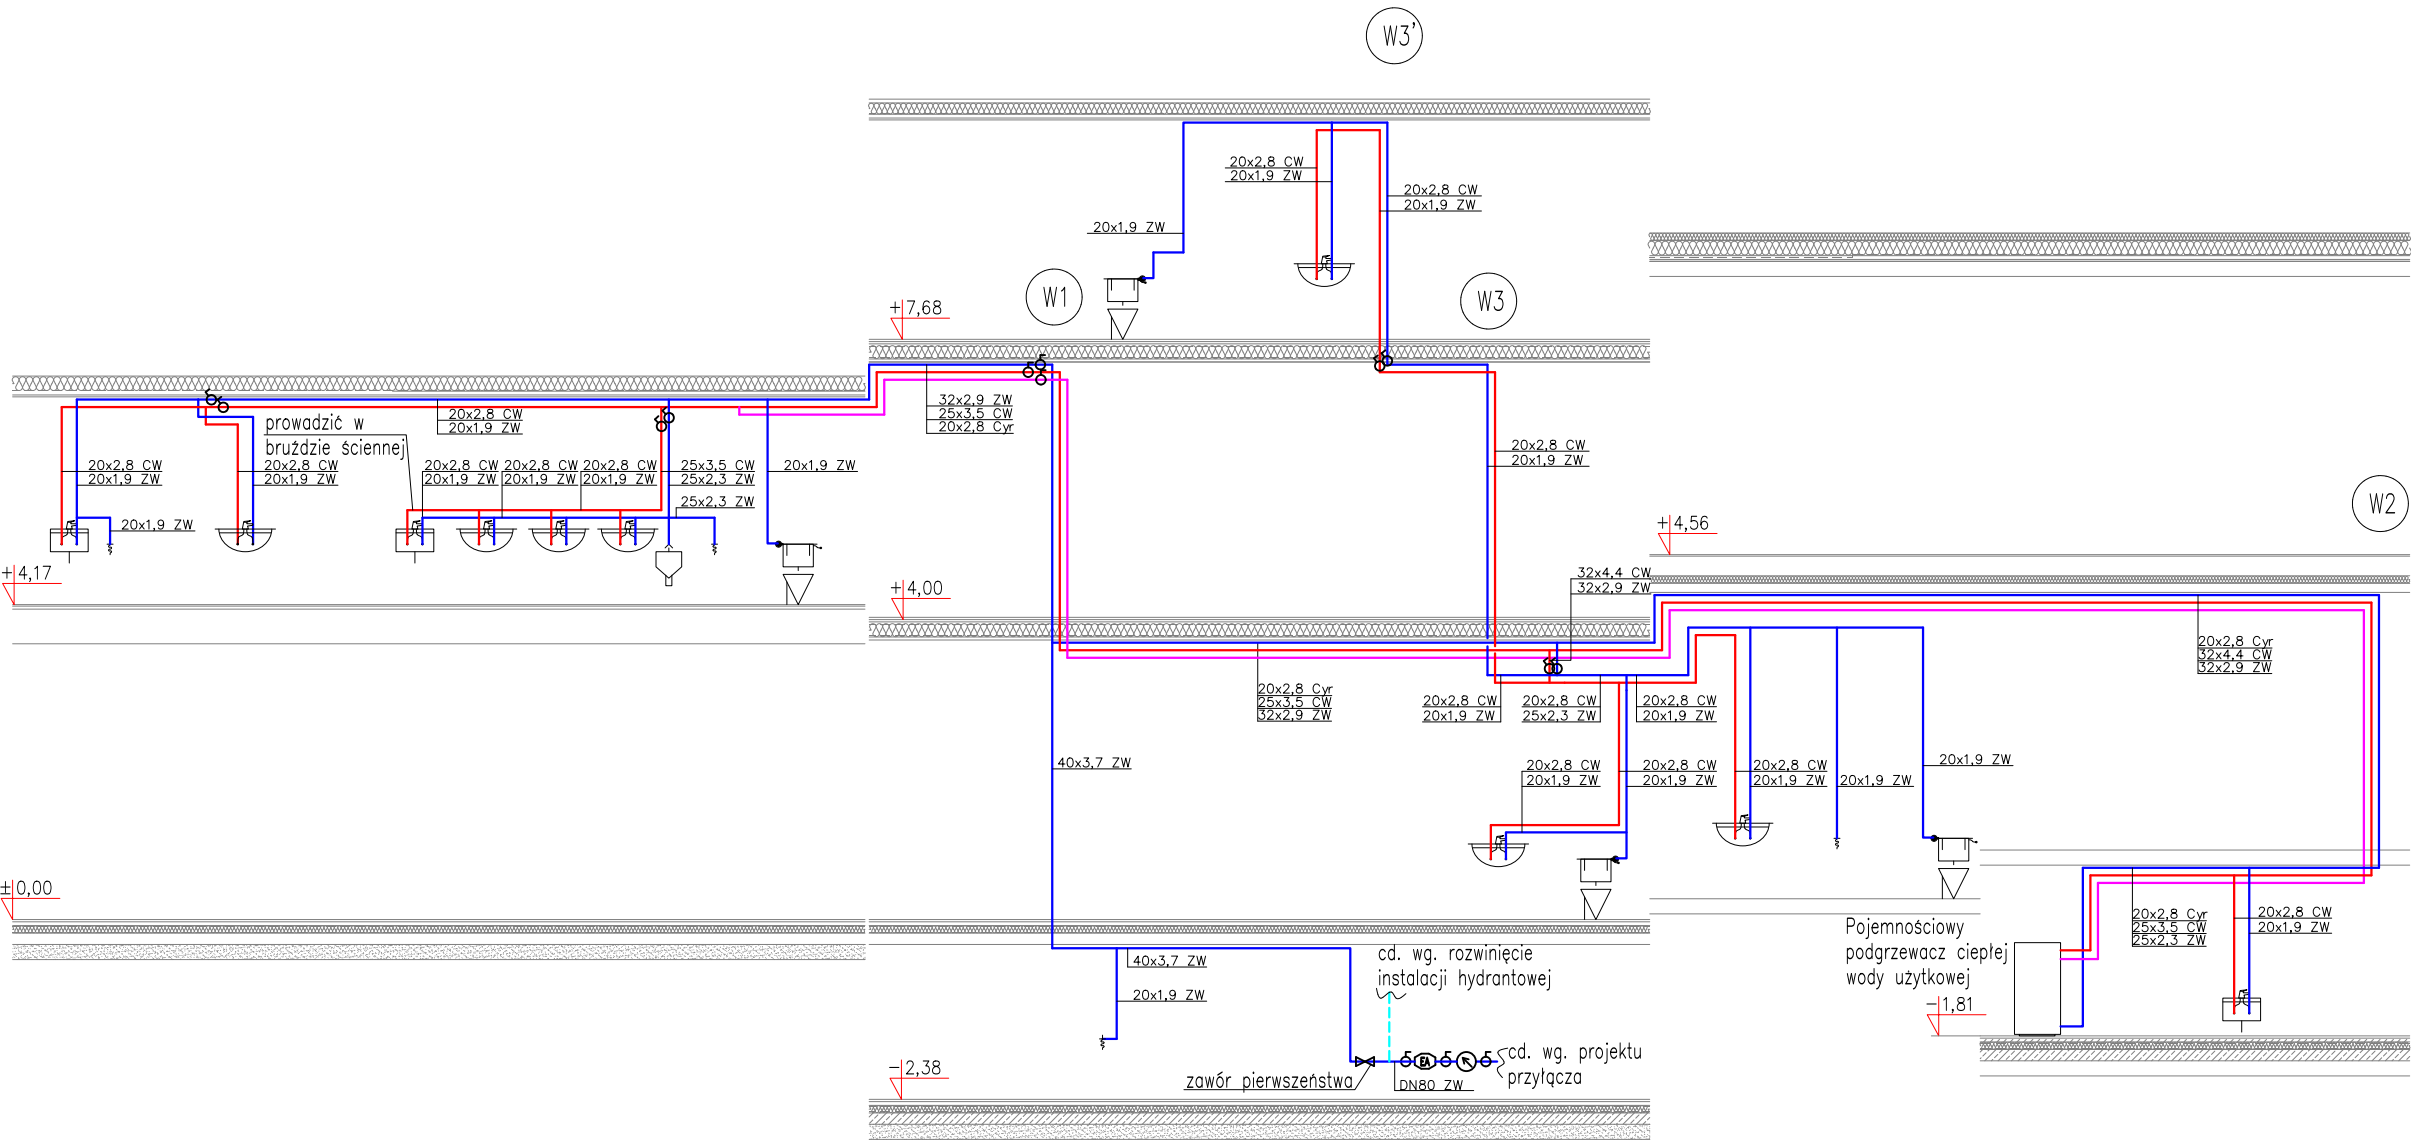 W3'
20x2,8 CW
20x1,9 ZW
20x2,8 CW
20x1,9 ZW
20x1,9 ZW
W1
W3
+7,68
32x2,9 ZW
25x3,5 CW
20x2,8 Cyr
20x2,8 CW
20x1,9 ZW
prowadzić w
bruździe ściennej
20x2,8 CW
20x1,9 ZW
20x2,8 CW
20x1,9 ZW
20x2,8 CW
20x1,9 ZW
20x2,8 CW
20x1,9 ZW
20x2,8 CW
20x1,9 ZW
25x3,5 CW
25x2,3 ZW
25x2,3 ZW
20x1,9 ZW
20x1,9 ZW
20x2,8 CW
20x1,9 ZW
W2
+4,56
+4,17
+4,00
32x4,4 CW
32x2,9 ZW
20x2,8 Cyr
32x4,4 CW
32x2,9 ZW
20x2,8 Cyr
25x3,5 CW
32x2,9 ZW
20x2,8 CW
20x1,9 ZW
20x2,8 CW
25x2,3 ZW
20x2,8 CW
20x1,9 ZW
40x3,7 ZW
20x2,8 CW
20x1,9 ZW
20x2,8 CW
20x1,9 ZW
20x2,8 CW
20x1,9 ZW
20x1,9 ZW
20x1,9 ZW
±0,00
Pojemnościowy
podgrzewacz ciepłej
wody użytkowej
20x2,8 Cyr
25x3,5 CW
25x2,3 ZW
20x2,8 CW
20x1,9 ZW
40x3,7 ZW
20x1,9 ZW
cd. wg. rozwinięcie
instalacji hydrantowej
-1,81
-2,38
zawór pierwszeństwa
EA
DN80 ZW
cd. wg. projektu
przyłącza